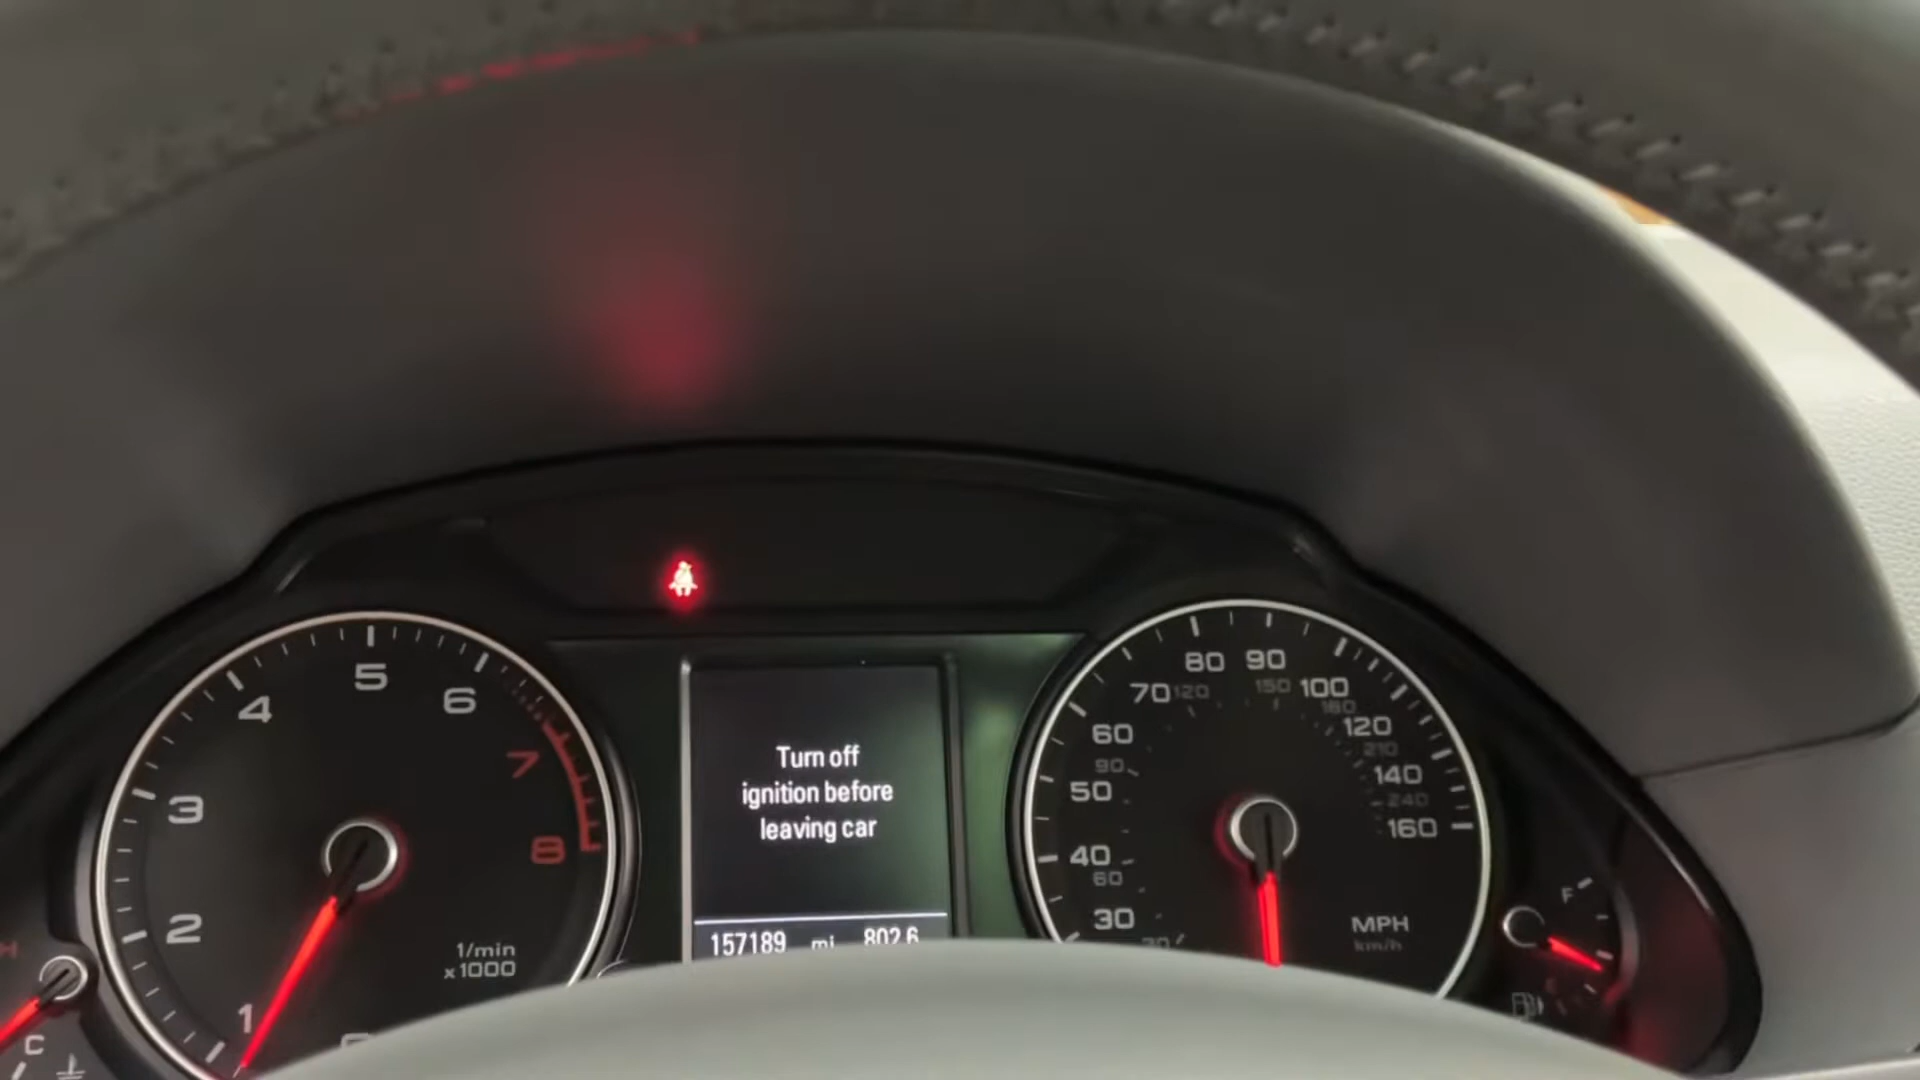 5
4
6
3
7
8
2
1/min
x1000
1
H
C
Turn off
ignition before
leaving car
157189 mi 802.6
80 90
70 120 150 100
60
120
90
210
50
140
240
160
40
60
30
MPH
km/h
F